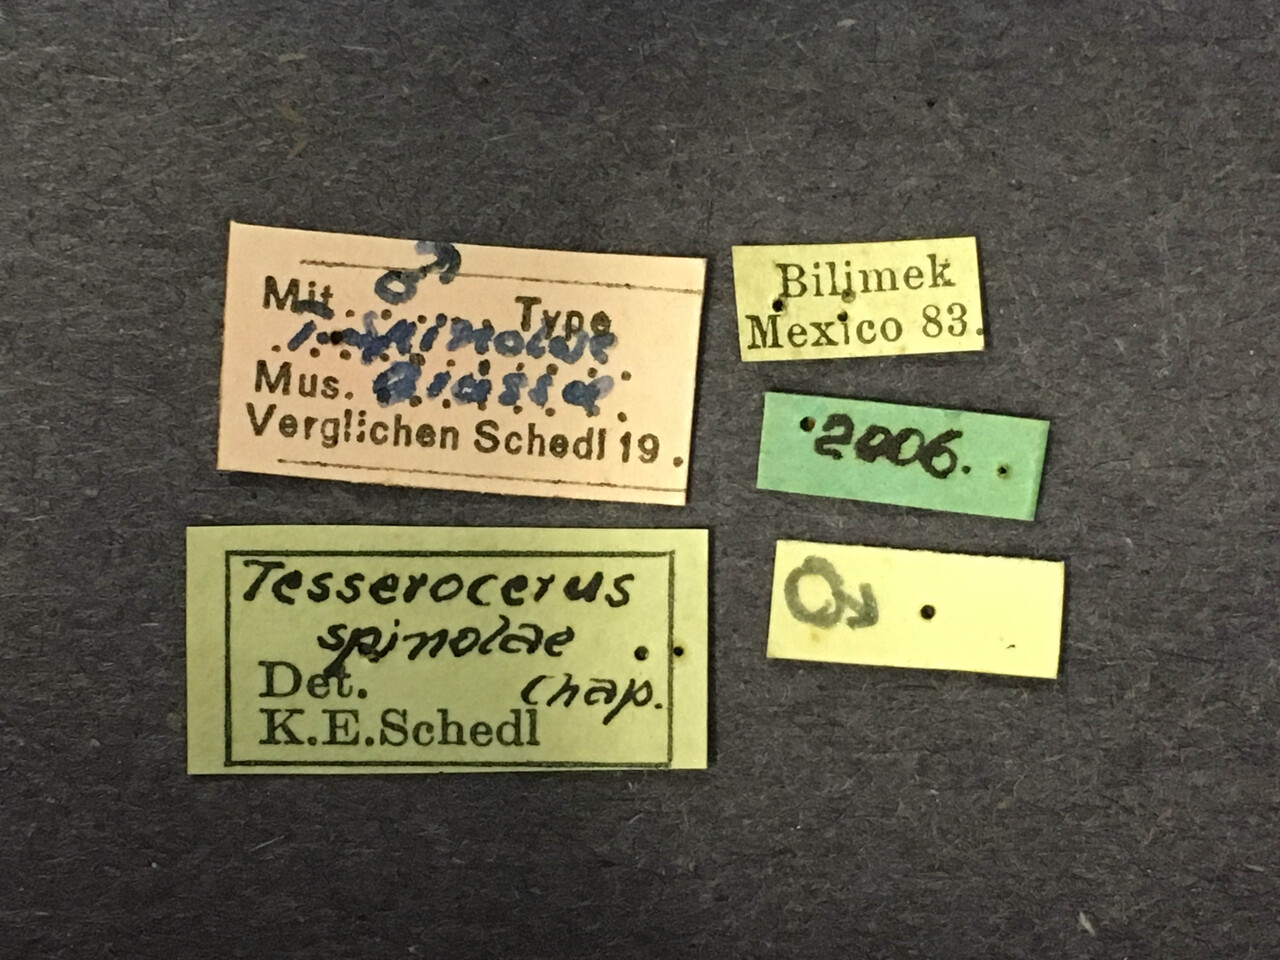 Mit ♂ Type
Mus.
Verglichen Schedl 19 .
Tesserocerus
spinolae
Det. Chap.
K.E.Schedl
Bilimek
Mexico 83.
2006.
♂